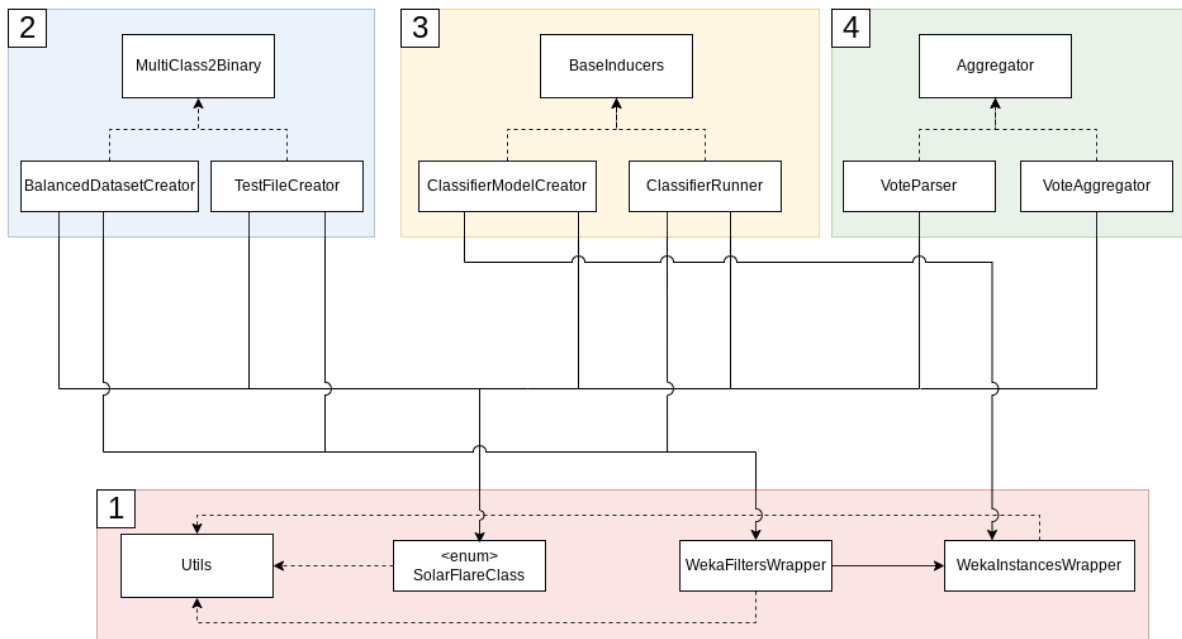 2
MultiClass2Binary
BalancedDatasetCreator
TestFileCreator
3
BaseInducers
ClassifierModelCreator
ClassifierRunner
4
Aggregator
VoteParser
VoteAggregator
1
Utils
<enum>
SolarFlareClass
WekaFiltersWrapper
WekaInstancesWrapper